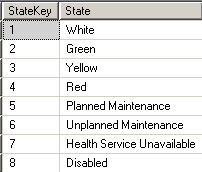 StateKey State
1 White
2 Green
3 Yellow
4 Red
5 Planned Maintenance
6 Unplanned Maintenance
7 Health Service Unavailable
8 Disabled